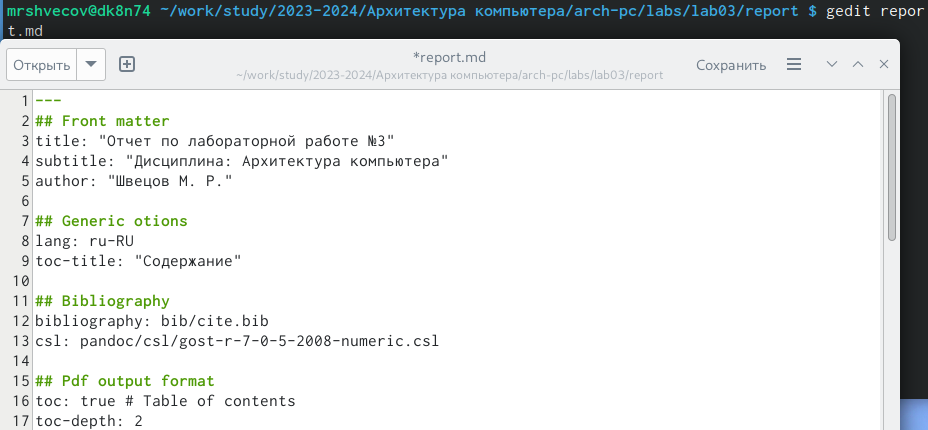 mrshvecov@dk8n74 ~/work/study/2023-2024/Архитектура компьютера/arch-pc/labs/lab03/report $ gedit repor
t.md
Открыть
*report.md
~/work/study/2023-2024/Архитектура компьютера/arch-pc/labs/lab03/report
Сохранить
1 ---
2 ## Front matter
3 title: "Отчет по лабораторной работе №3"
4 subtitle: "Дисциплина: Архитектура компьютера"
5 author: "Швецов М. Р."
6
7 ## Generic otions
8 lang: ru-RU
9 toc-title: "Содержание"
10
11 ## Bibliography
12 bibliography: bib/cite.bib
13 csl: pandoc/csl/gost-r-7-0-5-2008-numeric.csl
14
15 ## Pdf output format
16 toc: true # Table of contents
17 toc-depth: 2